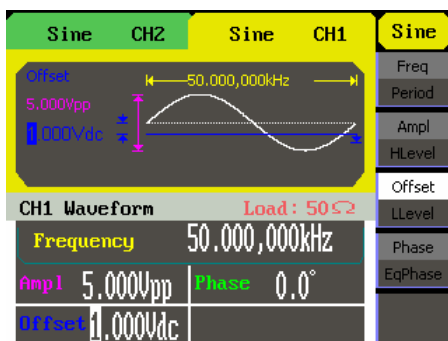 Sine CH2 Sine CH1 Sine
Offset
50.000,000kHz
5.000Vpp
1.000Vdc
Freq
Period
Ampl
HLevel
Offset
LLevel
Phase
EqPhase
CH1 Waveform Load: 50Ω
Frequency 50.000,000kHz
Ampl 5.000Vpp Phase 0.0°
Offset 1.000Vdc